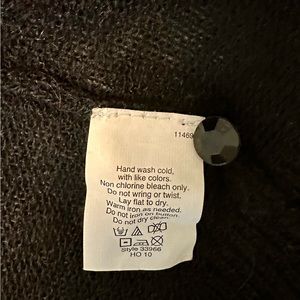 11469
Hand wash cold,
with like colors.
Non chlorine bleach only.
Do not wring or twist.
Lay flat to dry.
Warm iron as needed.
Do not iron on button
Do not dry clean
Style 33966
HO 10